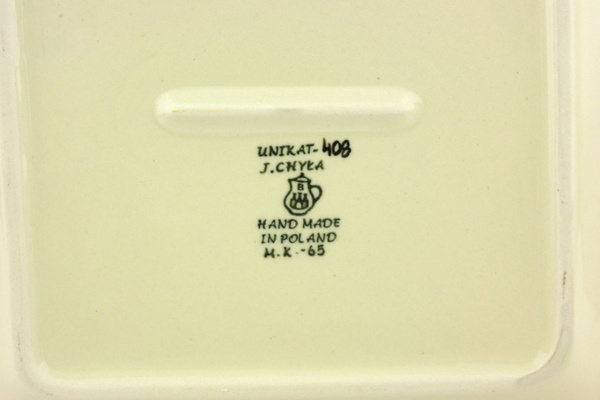 UNIKAT-408
J.CHYŁA
B
HAND MADE
IN POLAND
M.K.-65